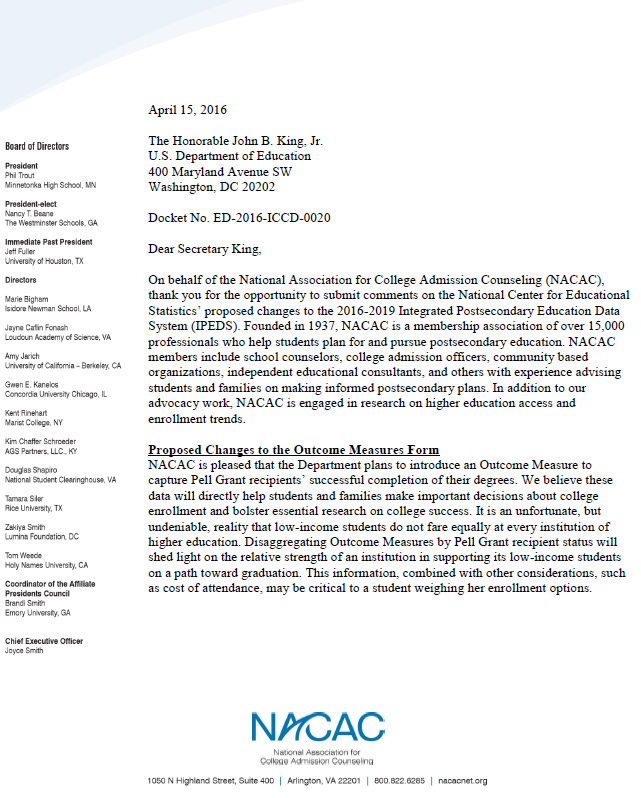 April 15, 2016
The Honorable John B. King, Jr.
U.S. Department of Education
400 Maryland Avenue SW
Washington, DC 20202
Docket No. ED-2016-ICCD-0020
Dear Secretary King,
On behalf of the National Association for College Admission Counseling (NACAC),
thank you for the opportunity to submit comments on the National Center for Educational
Statistics' proposed changes to the 2016-2019 Integrated Postsecondary Education Data
System (IPEDS). Founded in 1937, NACAC is a membership association of over 15,000
professionals who help students plan for and pursue postsecondary education. NACAC
members include school counselors, college admission officers, community based
organizations, independent educational consultants, and others with experience advising
students and families on making informed postsecondary plans. In addition to our
advocacy work, NACAC is engaged in research on higher education access and
enrollment trends.
Proposed Changes to the Outcome Measures Form
NACAC is pleased that the Department plans to introduce an Outcome Measure to
capture Pell Grant recipients' successful completion of their degrees. We believe these
data will directly help students and families make important decisions about college
enrollment and bolster essential research on college success. It is an unfortunate, but
undeniable, reality that low-income students do not fare equally at every institution of
higher education. Disaggregating Outcome Measures by Pell Grant recipient status will
shed light on the relative strength of an institution in supporting its low-income students
on a path toward graduation. This information, combined with other considerations, such
as cost of attendance, may be critical to a student weighing her enrollment options.
Board of Directors
President
Phil Trout
Minnetonka High School, MN
President-elect
Nancy T. Beane
The Westminster Schools, GA
Immediate Past President
Jeff Fuller
University of Houston, TX
Directors
Marie Bigham
Isidore Newman School, LA
Jayne Caflin Fonash
Loudoun Academy of Science, VA
Amy Jarich
University of California – Berkeley, CA
Gwen E. Kanelos
Concordia University Chicago, IL
Kent Rinehart
Marist College, NY
Kim Chaffer Schroeder
AGS Partners, LLC., KY
Douglas Shapiro
National Student Clearinghouse, VA
Tamara Siler
Rice University, TX
Zakiya Smith
Lumina Foundation, DC
Tom Weede
Holy Names University, CA
Coordinator of the Affiliate
Presidents Council
Brandi Smith
Emory University, GA
Chief Executive Officer
Joyce Smith
NACAC
National Association for
College Admission Counseling
1050 N Highland Street, Suite 400 | Arlington, VA 22201 | 800.822.6285 | nacacnet.org